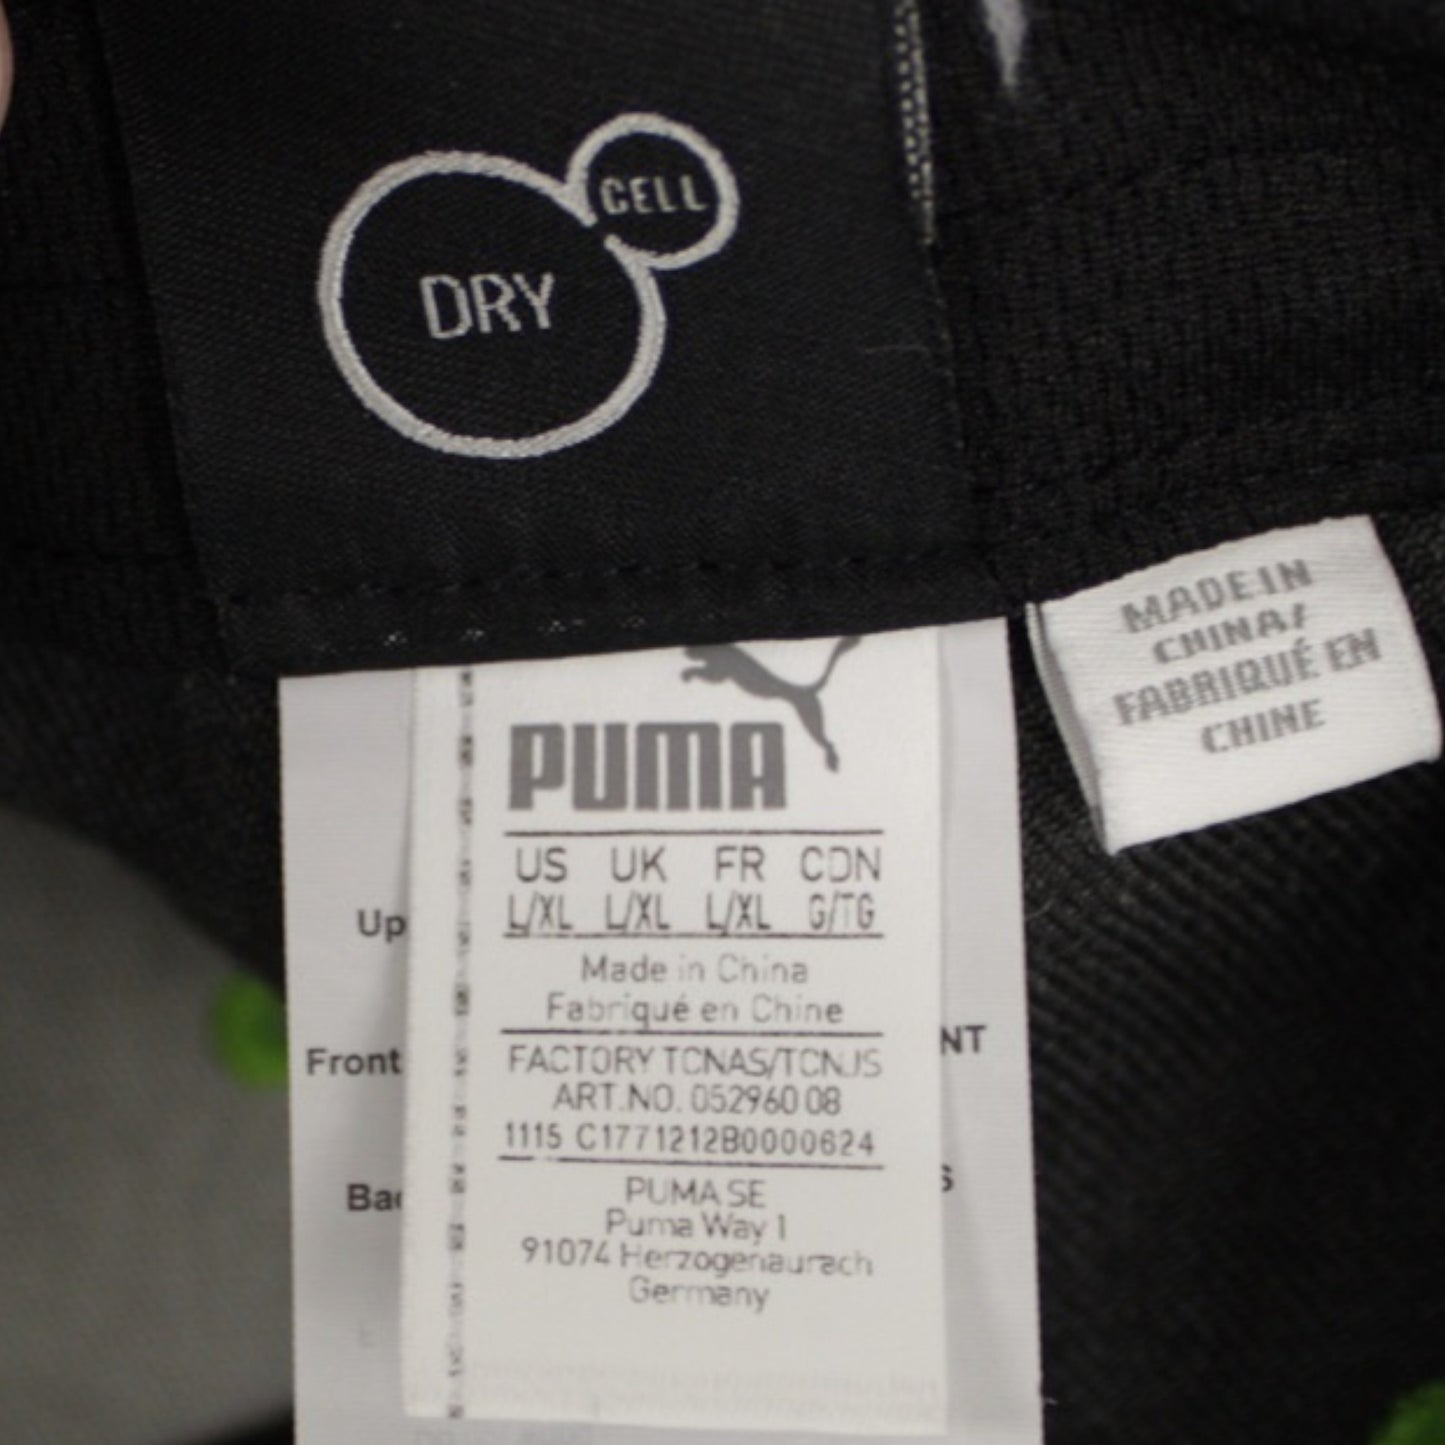 CELL
DRY
MADE IN
CHINA/
FABRIQUÉ EN
CHINE
PUMA
US UK FR CDN
L/XL L/XL L/XL G/TG
Made in China
Fabriqué en Chine
FACTORY TCNAS/TCNJS
ART.NO. 052960 08
1115 C1771212B0000624
PUMA SE
Puma Way 1
91074 Herzogenaurach
Germany
Up
Front